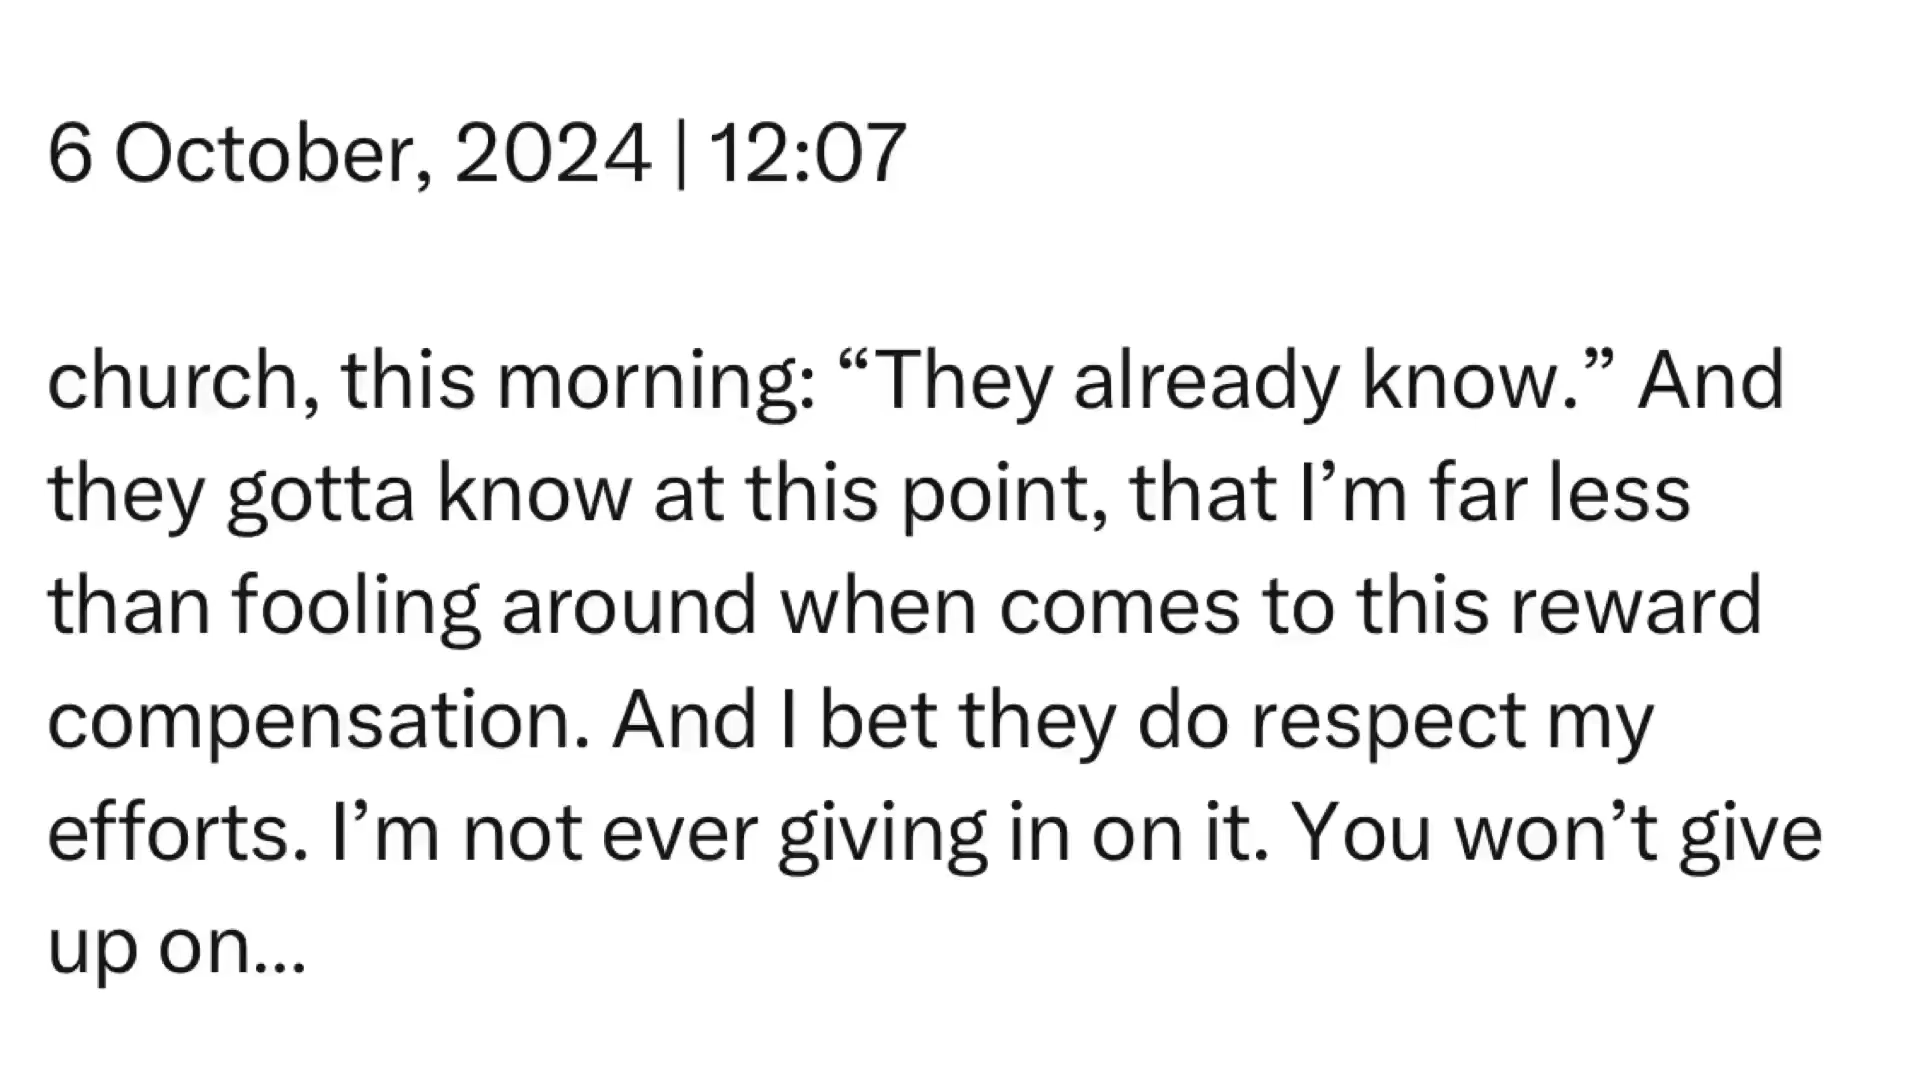 6 October, 2024 | 12:07
church, this morning: “They already know.” And
they gotta know at this point, that I’m far less
than fooling around when comes to this reward
compensation. And I bet they do respect my
efforts. I’m not ever giving in on it. You won’t give
up on...